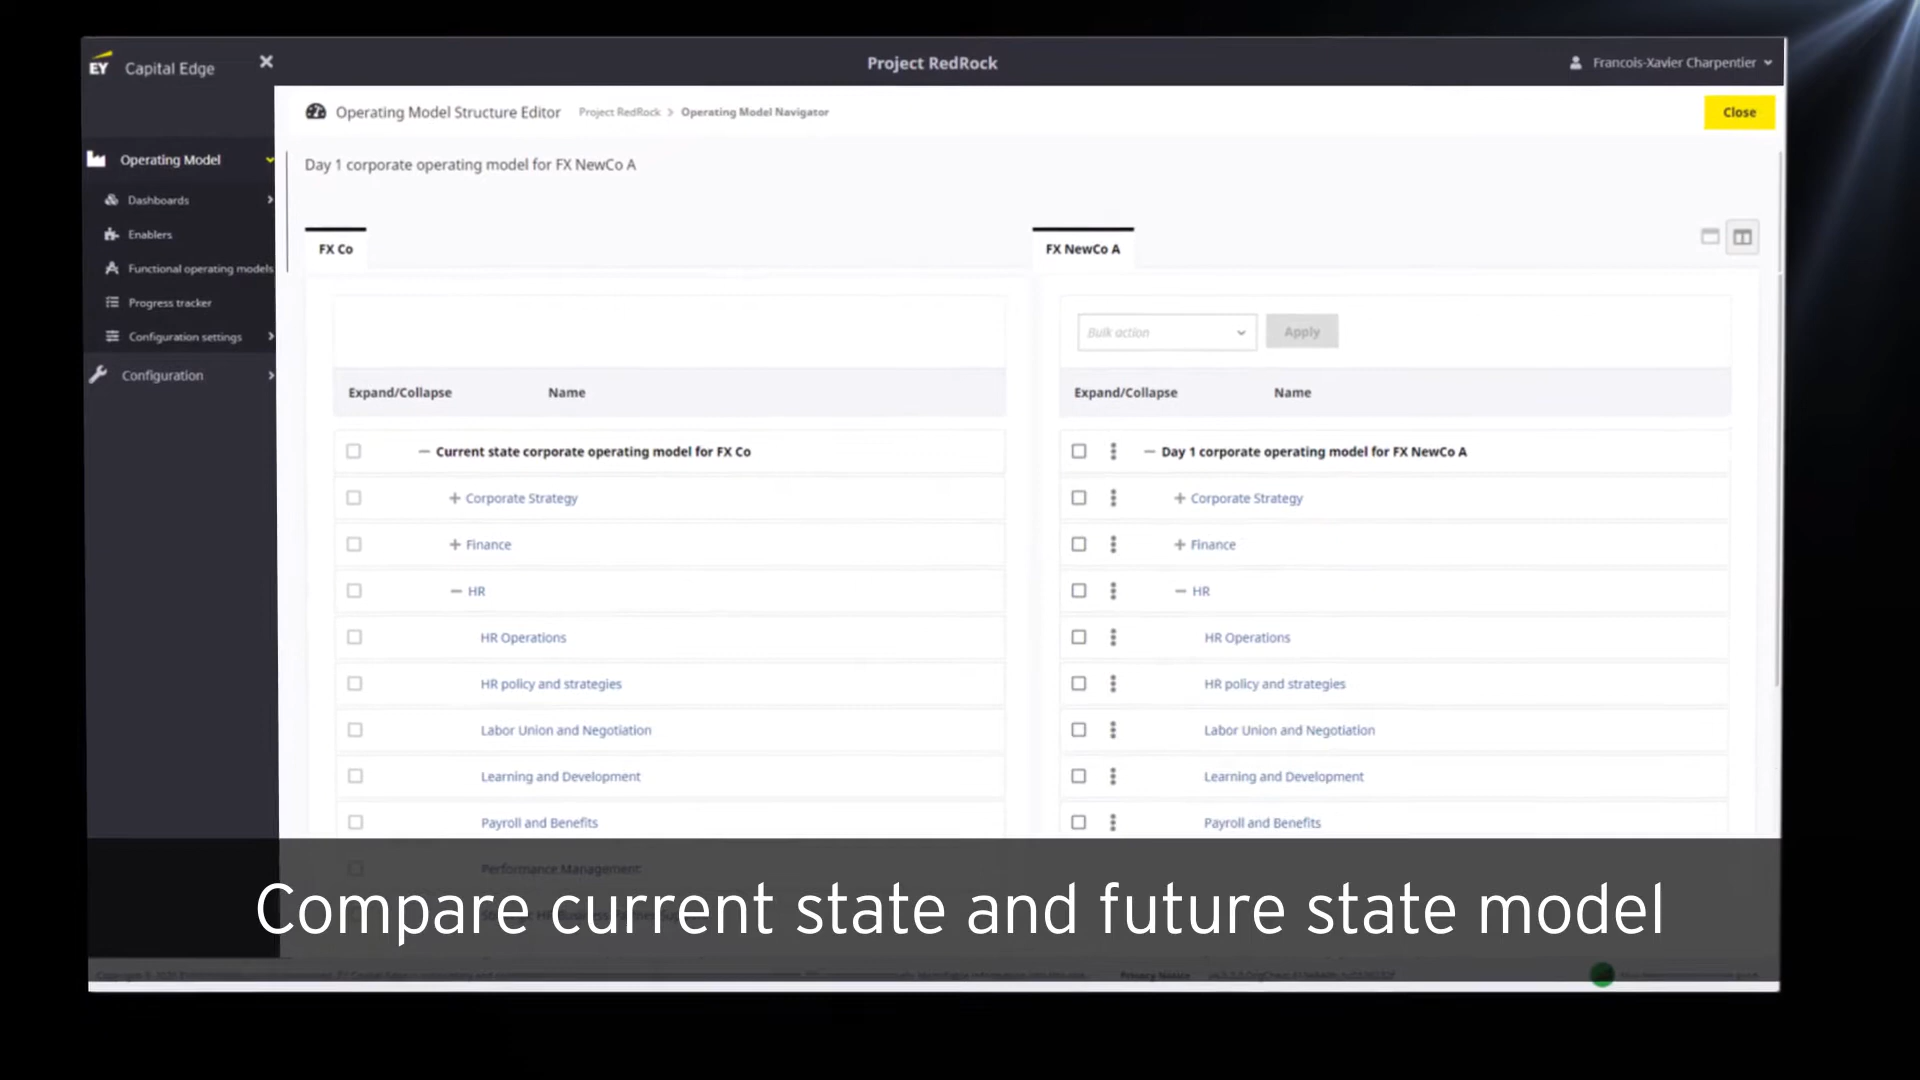 EY Capital Edge
Project RedRock
Francois-Xavier Charpentier
Operating Model Structure Editor
Project RedRock > Operating Model Navigator
Close
Operating Model
Dashboards
Enablers
Functional operating models
Progress tracker
Configuration settings
Configuration
Day 1 corporate operating model for FX NewCo A
FX Co
Expand/Collapse Name
Current state corporate operating model for FX Co
Corporate Strategy
Finance
HR
HR Operations
HR policy and strategies
Labor Union and Negotiation
Learning and Development
Payroll and Benefits
Performance Management
FX NewCo A
Bulk action
Apply
Expand/Collapse Name
Day 1 corporate operating model for FX NewCo A
Corporate Strategy
Finance
HR
HR Operations
HR policy and strategies
Labor Union and Negotiation
Learning and Development
Payroll and Benefits
Compare current state and future state model
Privacy Notice